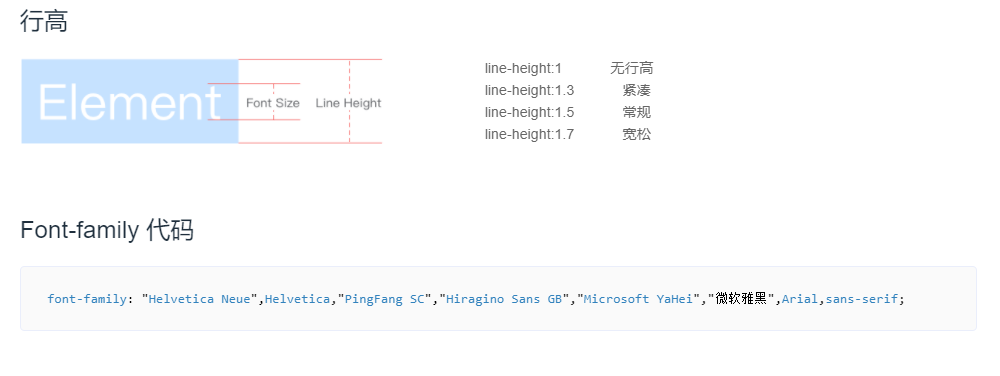 行高
Element
Font Size
Line Height
line-height:1 无行高
line-height:1.3 紧凑
line-height:1.5 常规
line-height:1.7 宽松
Font-family 代码
font-family: "Helvetica Neue",Helvetica,"PingFang SC","Hiragino Sans GB","Microsoft YaHei","微软雅黑",Arial,sans-serif;